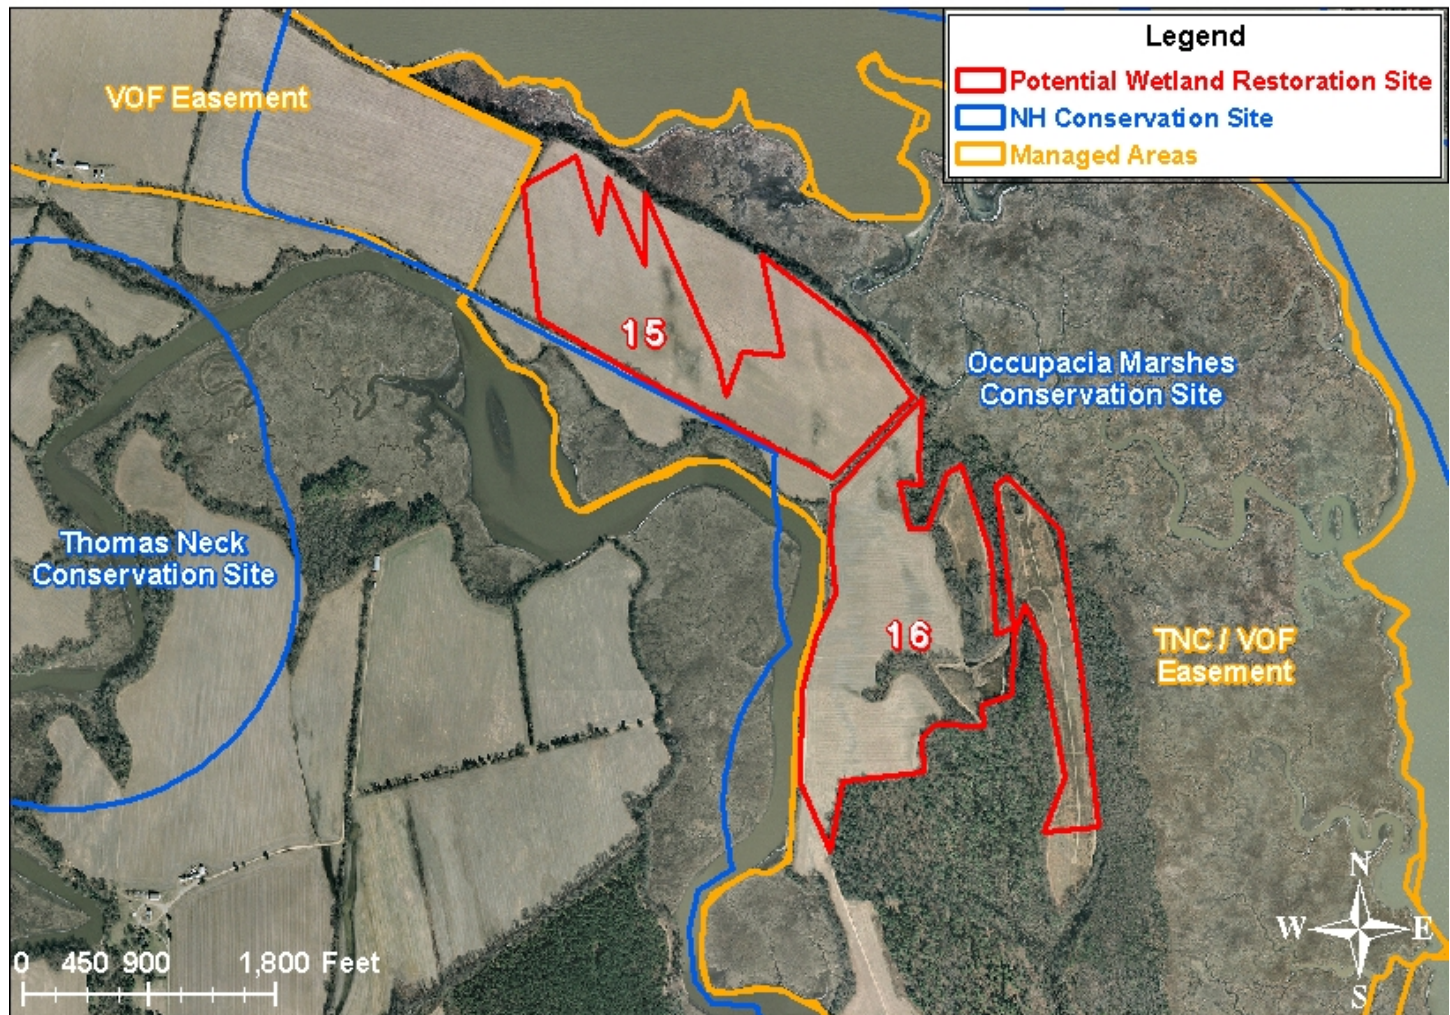 Legend
Potential Wetland Restoration Site
NH Conservation Site
Managed Areas
VOF Easement
15
Occupacia Marshes
Conservation Site
Thomas Neck
Conservation Site
16
TNC / VOF
Easement
N
W E
S
0 450 900 1,800 Feet